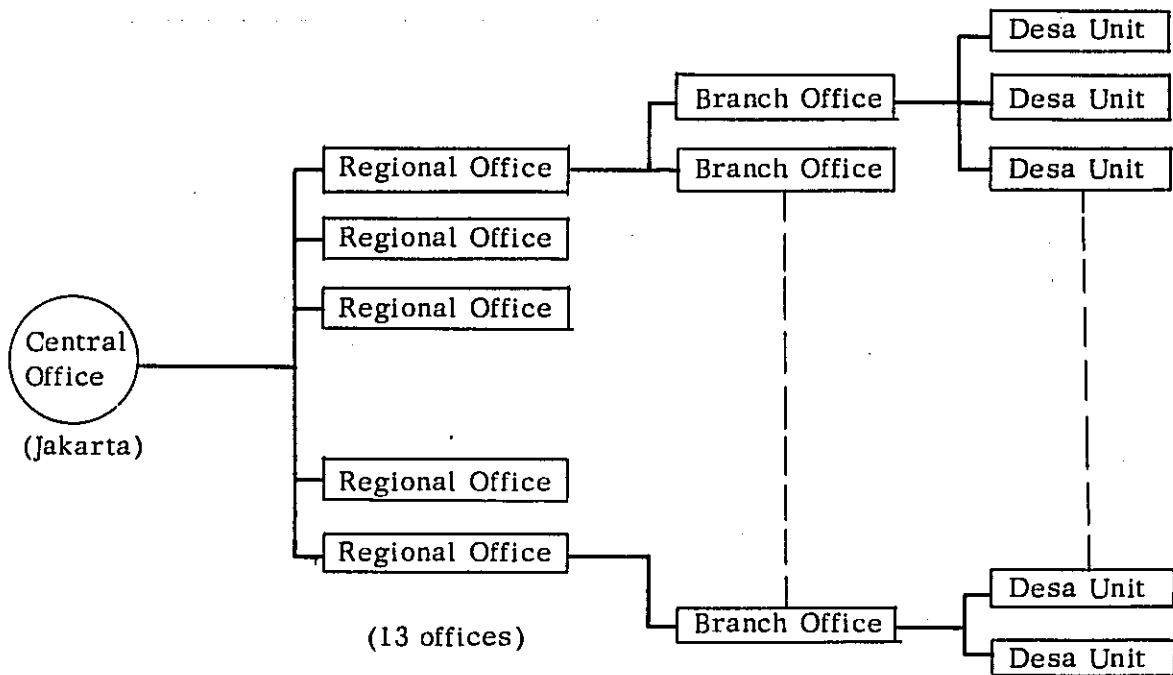 Desa Unit
Branch Office
Desa Unit
Regional Office
Branch Office
Desa Unit
Regional Office
Regional Office
Central
Office
(Jakarta)
Regional Office
Regional Office
Desa Unit
(13 offices)
Branch Office
Desa Unit